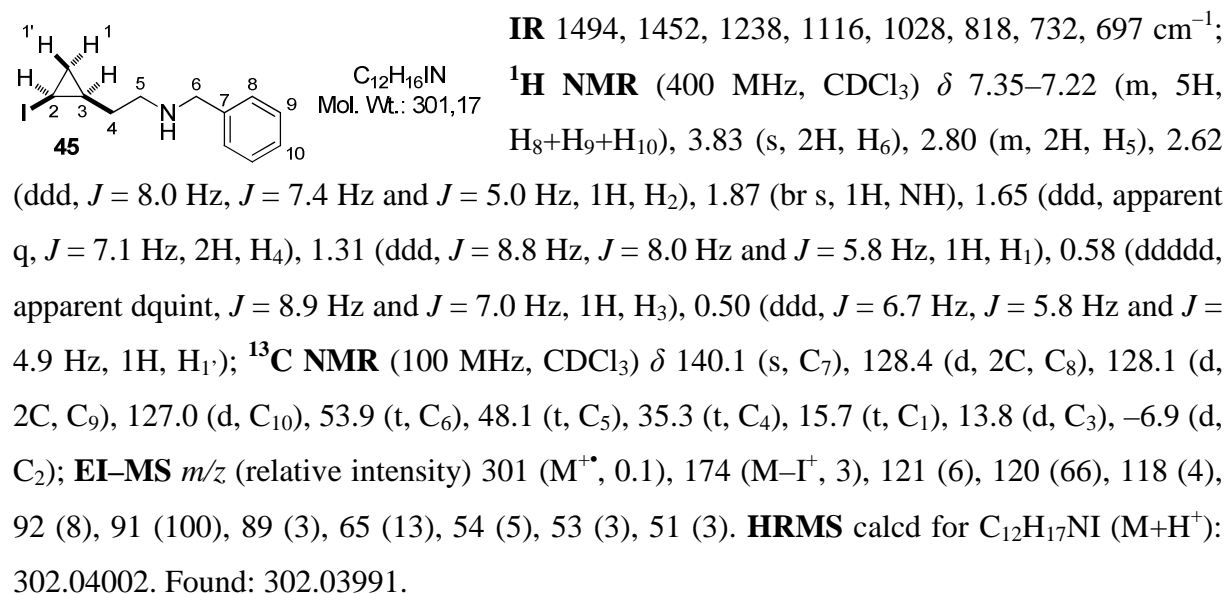 1' H H 1
H H
I 2 3 4 5 N H 6 7 8 9 10
45
C₁₂H₁₆IN
Mol. Wt.: 301,17
IR 1494, 1452, 1238, 1116, 1028, 818, 732, 697 cm⁻¹;
¹H NMR (400 MHz, CDCl₃) δ 7.35–7.22 (m, 5H,
H₈+H₉+H₁₀), 3.83 (s, 2H, H₆), 2.80 (m, 2H, H₅), 2.62
(ddd, J = 8.0 Hz, J = 7.4 Hz and J = 5.0 Hz, 1H, H₂), 1.87 (br s, 1H, NH), 1.65 (ddd, apparent
q, J = 7.1 Hz, 2H, H₄), 1.31 (ddd, J = 8.8 Hz, J = 8.0 Hz and J = 5.8 Hz, 1H, H₁), 0.58 (ddddd,
apparent dquint, J = 8.9 Hz and J = 7.0 Hz, 1H, H₃), 0.50 (ddd, J = 6.7 Hz, J = 5.8 Hz and J =
4.9 Hz, 1H, H₁'); ¹³C NMR (100 MHz, CDCl₃) δ 140.1 (s, C₇), 128.4 (d, 2C, C₈), 128.1 (d,
2C, C₉), 127.0 (d, C₁₀), 53.9 (t, C₆), 48.1 (t, C₅), 35.3 (t, C₄), 15.7 (t, C₁), 13.8 (d, C₃), –6.9 (d,
C₂); EI–MS m/z (relative intensity) 301 (M⁺•, 0.1), 174 (M–I⁺, 3), 121 (6), 120 (66), 118 (4),
92 (8), 91 (100), 89 (3), 65 (13), 54 (5), 53 (3), 51 (3). HRMS calcd for C₁₂H₁₇NI (M+H⁺):
302.04002. Found: 302.03991.